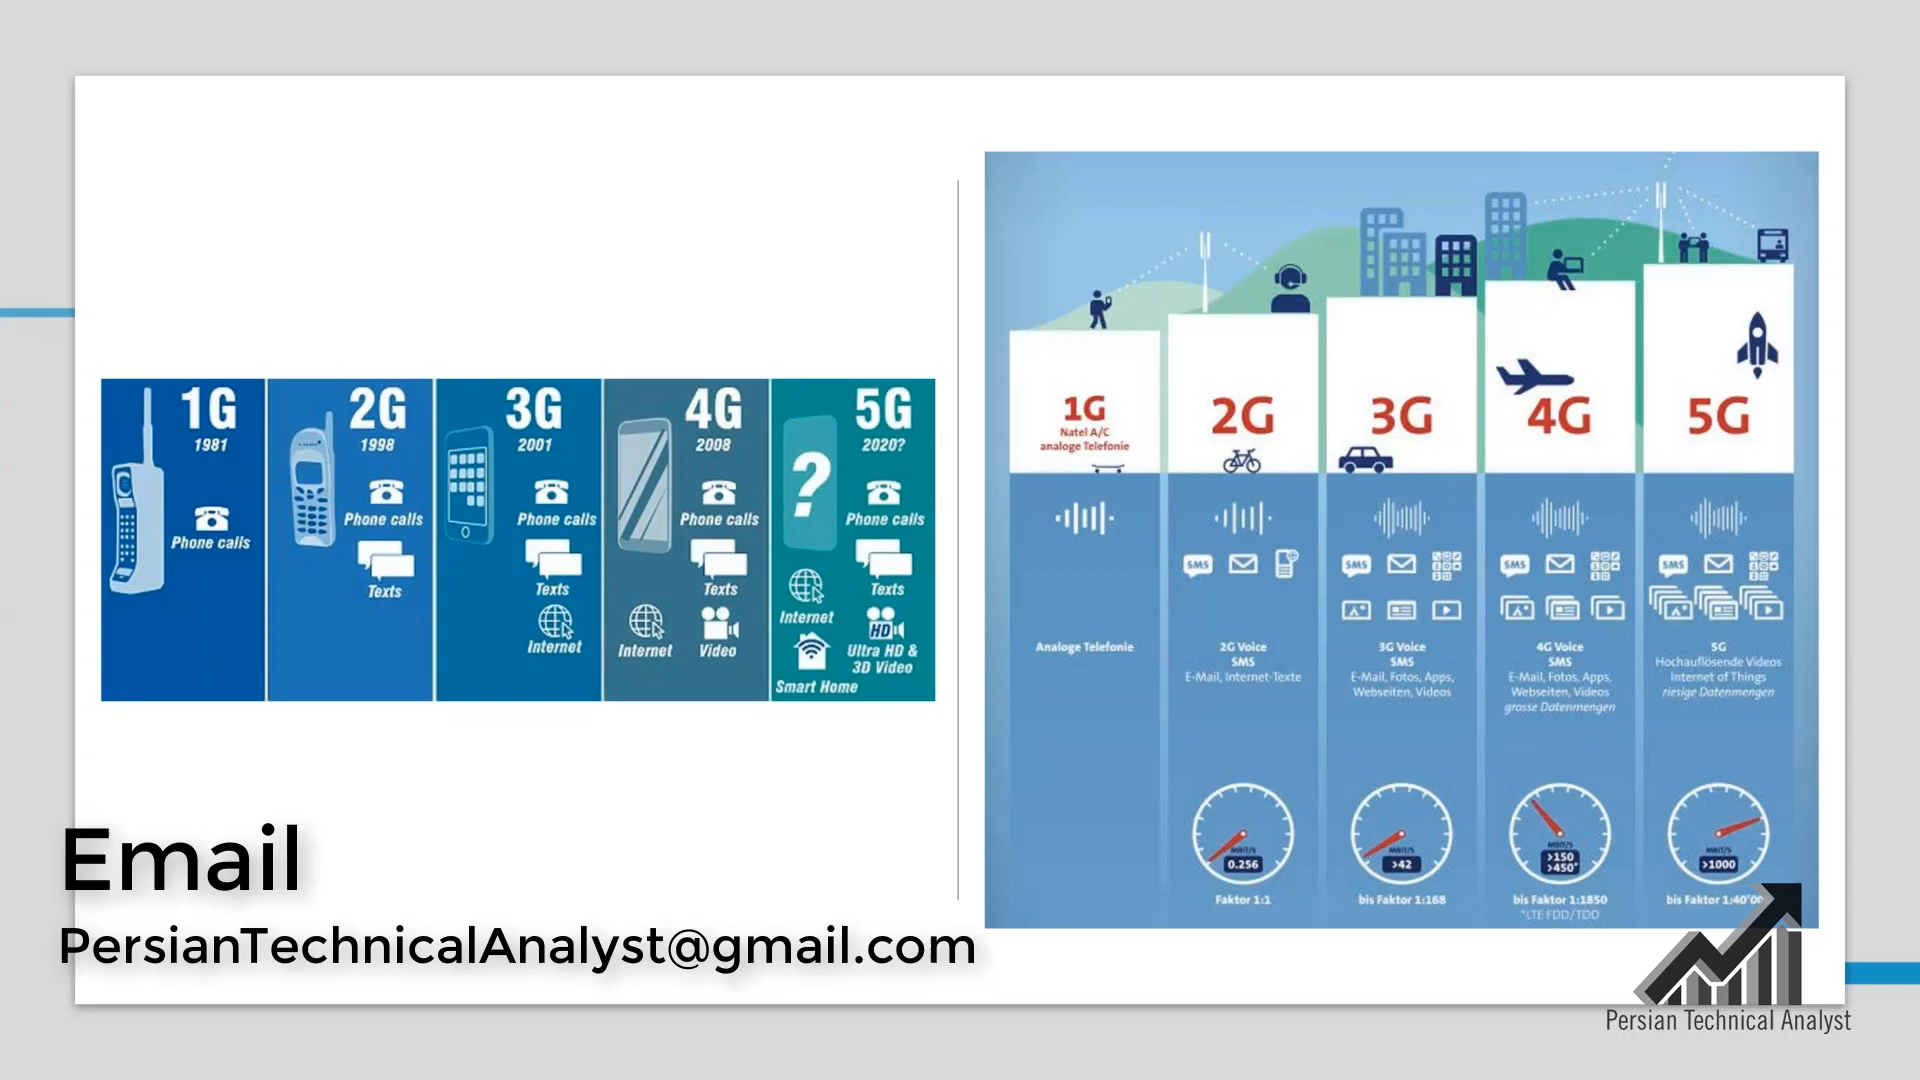 1G
1981
Phone calls
2G
1998
Phone calls
Texts
3G
2001
Phone calls
Texts
Internet
4G
2008
Phone calls
Texts
Internet
Video
5G
2020?
?
Phone calls
Texts
Internet
HD
Ultra HD &
3D Video
Smart Home
1G
Natel A/C
analoge Telefonie
Analoge Telefonie
2G
SMS
2G Voice
SMS
E-Mail, Internet-Texte
MBIT/S
0.256
Faktor 1:1
3G
SMS
3G Voice
SMS
E-Mail, Fotos, Apps,
Webseiten, Videos
MBIT/S
>42
bis Faktor 1:168
4G
SMS
4G Voice
SMS
E-Mail, Fotos, Apps,
Webseiten, Videos
grosse Datenmengen
MBIT/S
>150
>450*
bis Faktor 1:1850
*LTE FDD/TDD
5G
SMS
5G
Hochauflösende Videos
Internet of Things
riesige Datenmengen
MBIT/S
>1000
bis Faktor
Email
PersianTechnicalAnalyst@gmail.com
Persian Technical Analyst